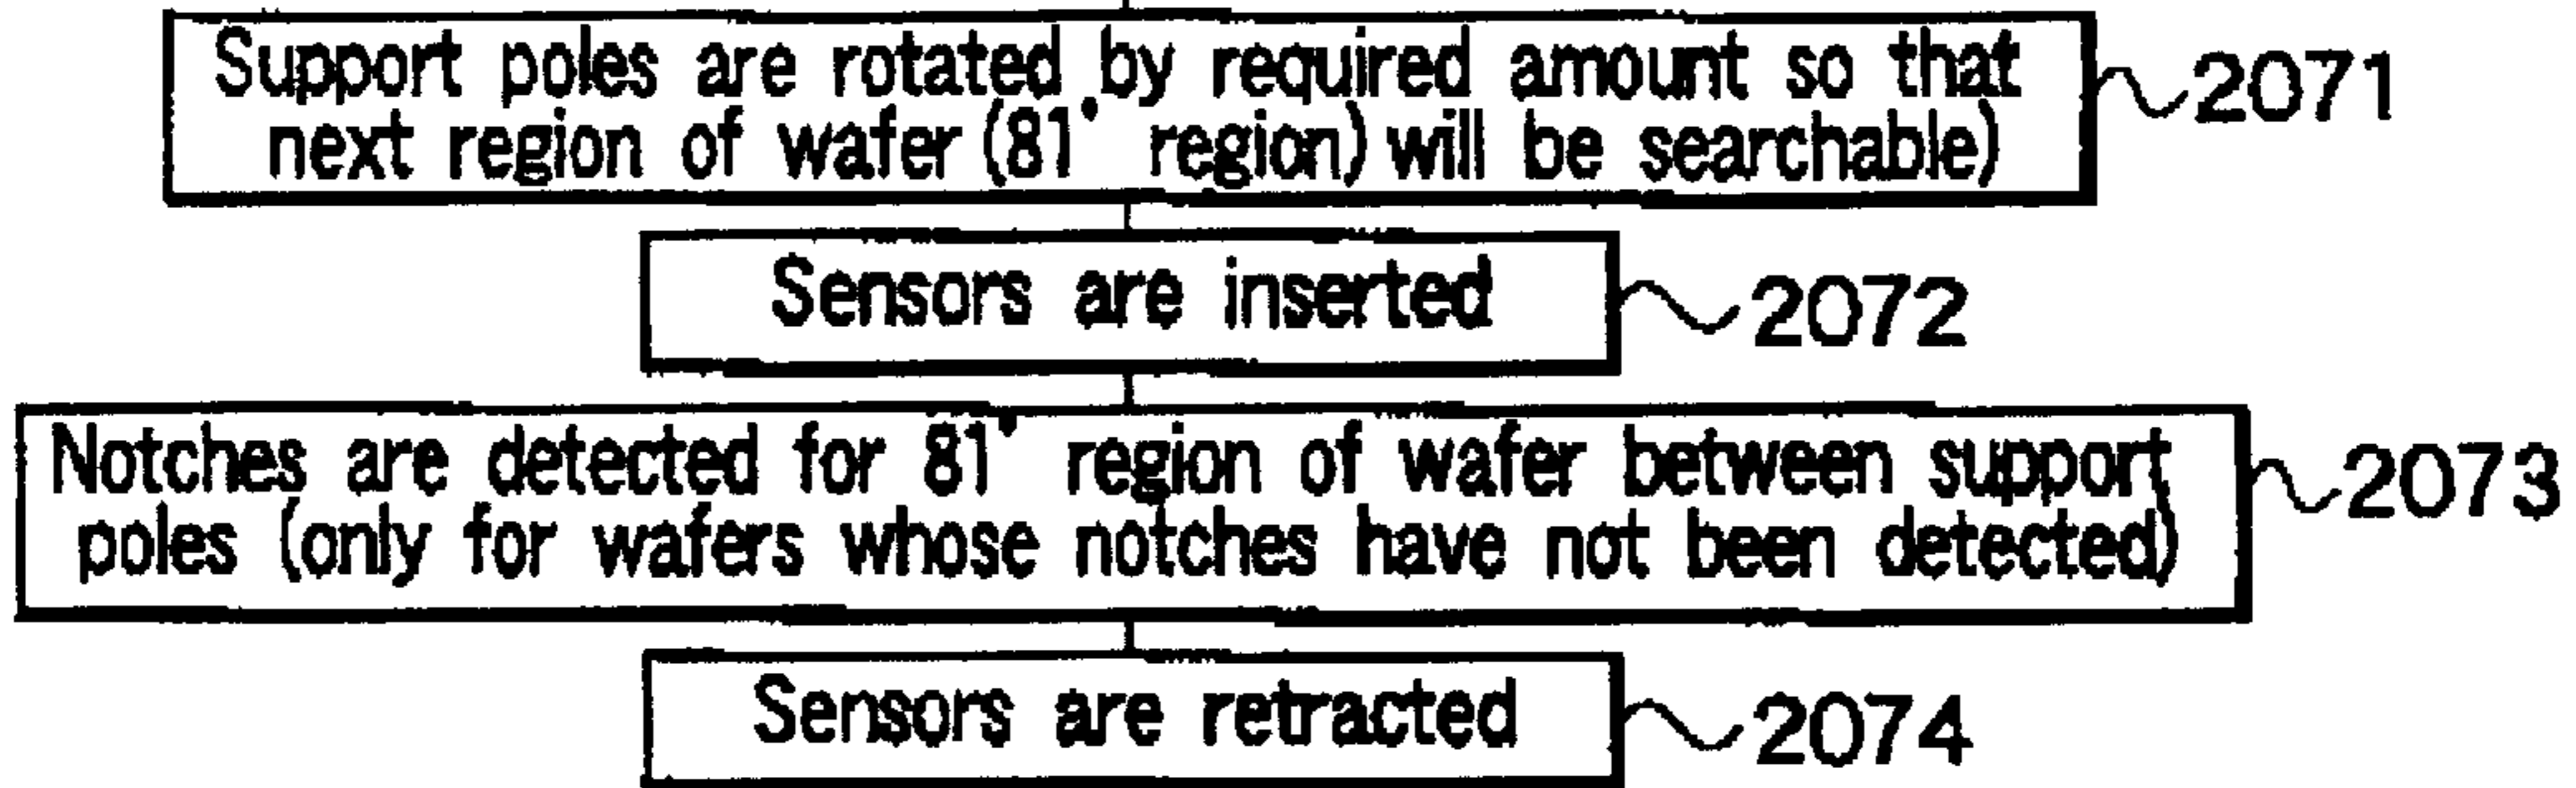 Support poles are rotated by required amount so that
next region of wafer (81° region) will be searchable)
2071
Sensors are inserted
2072
Notches are detected for 81° region of wafer between support
poles (only for wafers whose notches have not been detected)
2073
Sensors are retracted
2074